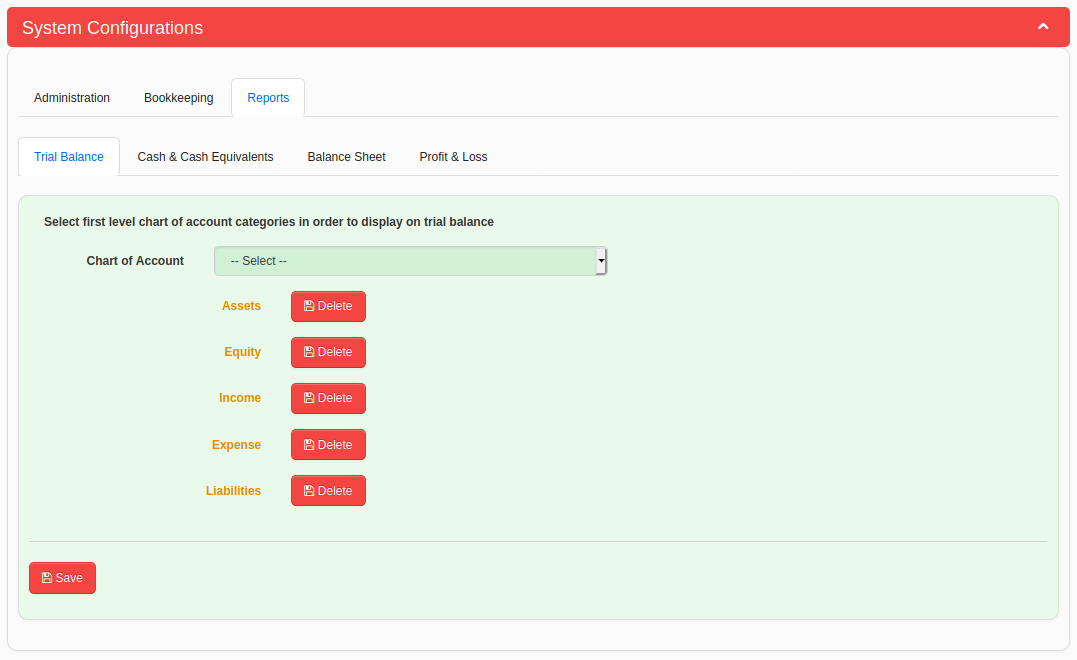 System Configurations
Administration Bookkeeping Reports
Trial Balance Cash & Cash Equivalents Balance Sheet Profit & Loss
Select first level chart of account categories in order to display on trial balance
Chart of Account -- Select --
Assets Delete
Equity Delete
Income Delete
Expense Delete
Liabilities Delete
Save